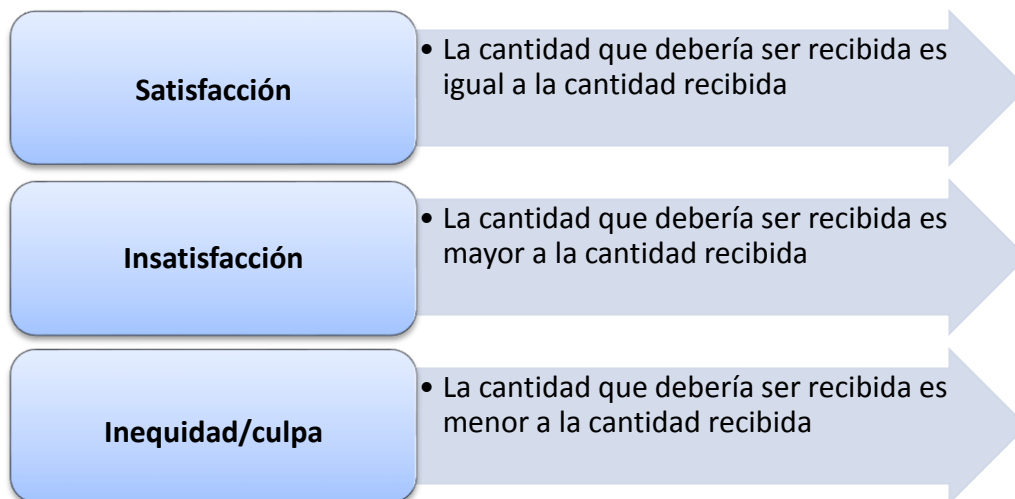 Satisfacción
• La cantidad que debería ser recibida es
igual a la cantidad recibida
Insatisfacción
• La cantidad que debería ser recibida es
mayor a la cantidad recibida
Inequidad/culpa
• La cantidad que debería ser recibida es
menor a la cantidad recibida